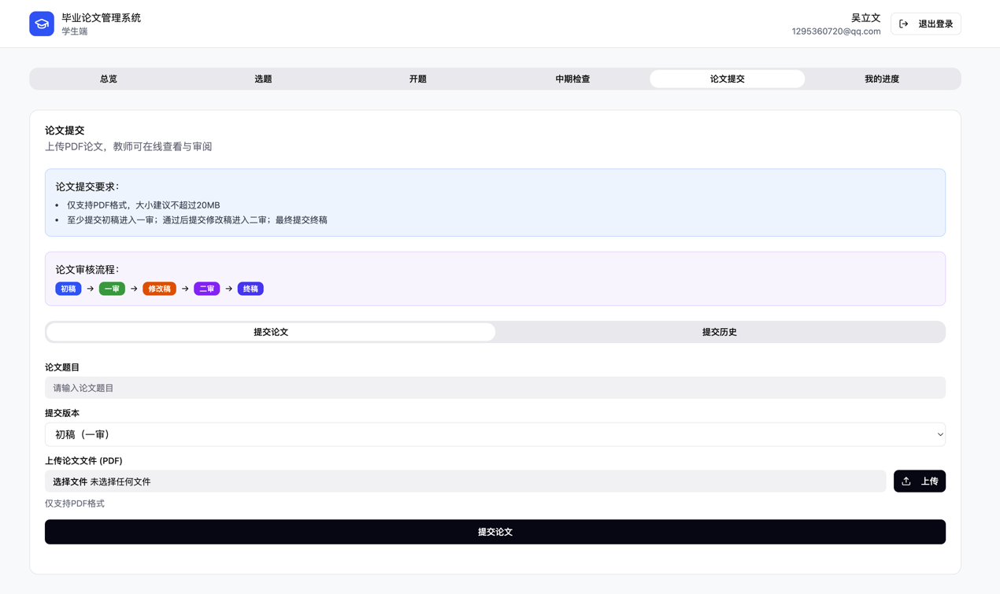 毕业论文管理系统
学生端
吴立文
1295360720@qq.com
退出登录
总览
选题
开题
中期检查
论文提交
我的进度
论文提交
上传PDF论文，教师可在线查看与审阅
论文提交要求：
• 仅支持PDF格式，大小建议不超过20MB
• 至少提交初稿进入一审；通过后提交修改稿进入二审；最终提交终稿
论文审核流程：
初稿 → 一审 → 修改稿 → 二审 → 终稿
提交论文
提交历史
论文题目
请输入论文题目
提交版本
初稿（一审）
上传论文文件 (PDF)
选择文件 未选择任何文件
上传
仅支持PDF格式
提交论文